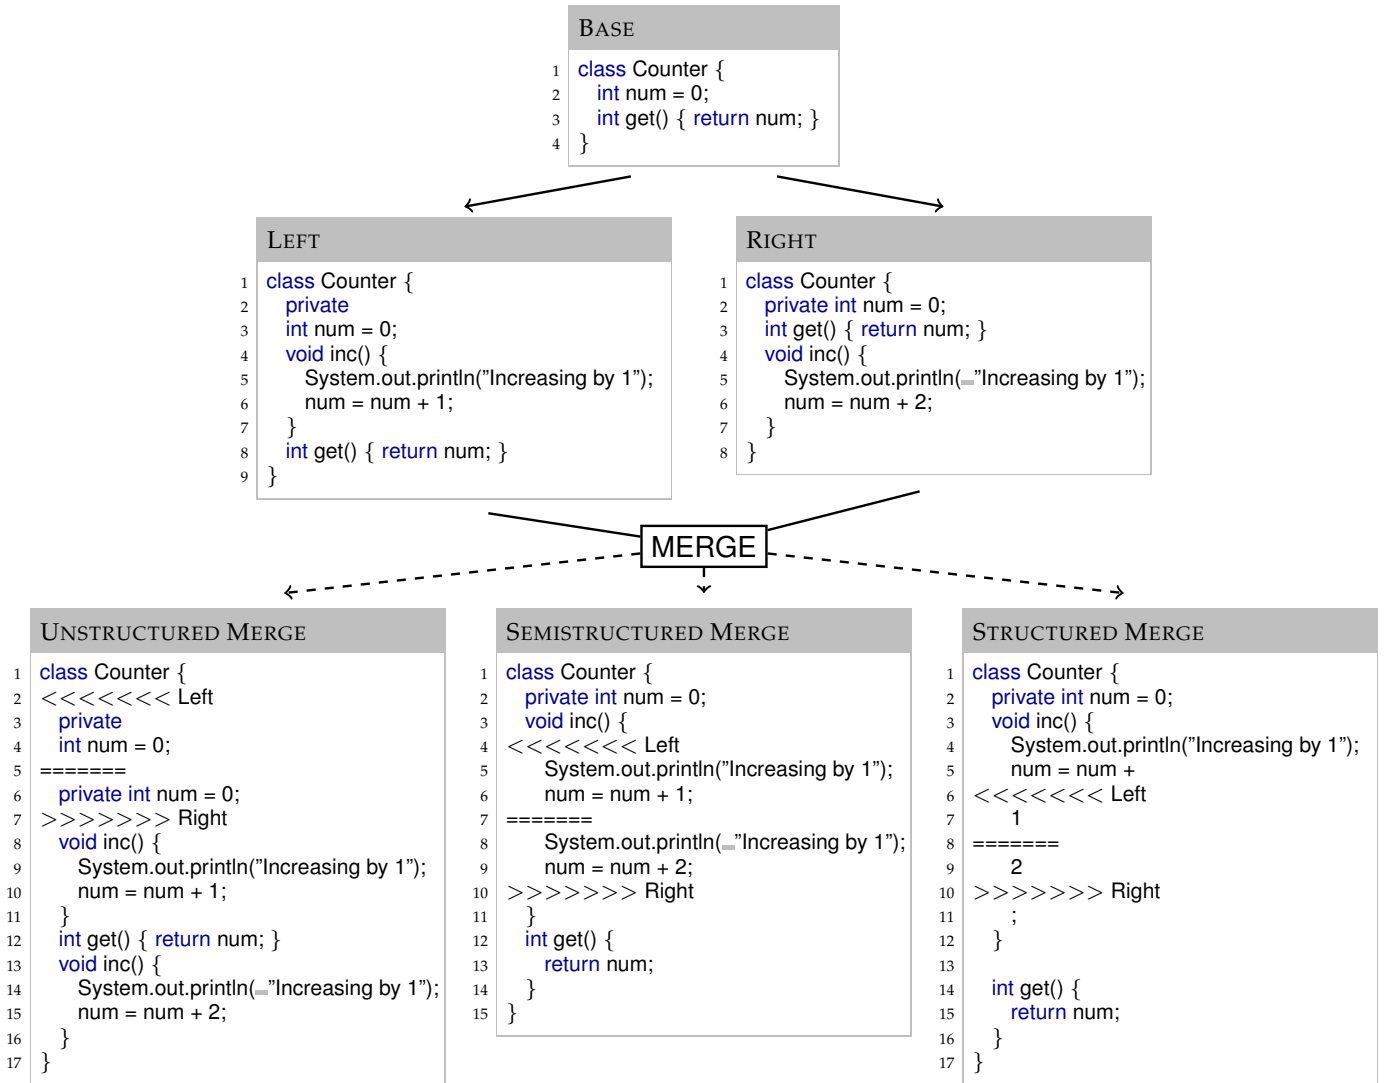 BASE
1 class Counter {
2 int num = 0;
3 int get() { return num; }
4 }
LEFT
1 class Counter {
2 private
3 int num = 0;
4 void inc() {
5 System.out.println("Increasing by 1");
6 num = num + 1;
7 }
8 int get() { return num; }
9 }
RIGHT
1 class Counter {
2 private int num = 0;
3 int get() { return num; }
4 void inc() {
5 System.out.println(␣"Increasing by 1");
6 num = num + 2;
7 }
8 }
MERGE
UNSTRUCTURED MERGE
1 class Counter {
2 <<<<<<< Left
3 private
4 int num = 0;
5 =======
6 private int num = 0;
7 >>>>>>> Right
8 void inc() {
9 System.out.println("Increasing by 1");
10 num = num + 1;
11 }
12 int get() { return num; }
13 void inc() {
14 System.out.println(␣"Increasing by 1");
15 num = num + 2;
16 }
17 }
SEMISTRUCTURED MERGE
1 class Counter {
2 private int num = 0;
3 void inc() {
4 <<<<<<< Left
5 System.out.println("Increasing by 1");
6 num = num + 1;
7 =======
8 System.out.println(␣"Increasing by 1");
9 num = num + 2;
10 >>>>>>> Right
11 }
12 int get() {
13 return num;
14 }
15 }
STRUCTURED MERGE
1 class Counter {
2 private int num = 0;
3 void inc() {
4 System.out.println("Increasing by 1");
5 num = num +
6 <<<<<<< Left
7 1
8 =======
9 2
10 >>>>>>> Right
11 ;
12 }
13
14 int get() {
15 return num;
16 }
17 }